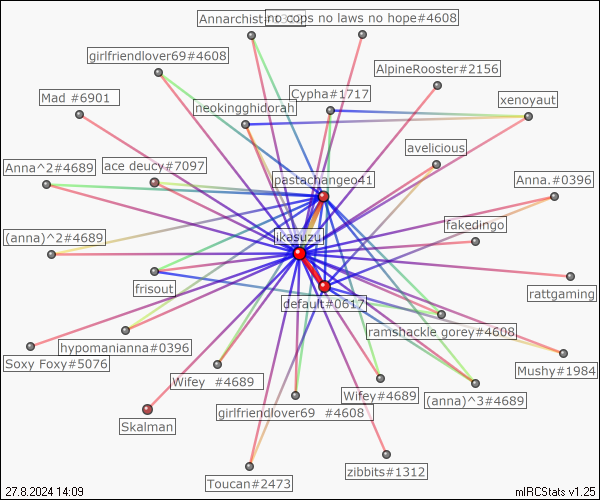 Annarchist#1312
no cops no laws no hope#4608
girlfriendlover69#4608
AlpineRooster#2156
Mad #6901
Cypha#1717
xenoyaut
neokingghidorah
avelicious
Anna^2#4689
ace deucy#7097
pastachangeo41
Anna.#0396
fakedingo
(anna)^2#4689
ikasuzu
frisout
default#0617
rattgaming
ramshackle gorey#4608
hypomanianna#0396
Soxy Foxy#5076
Mushy#1984
Wifey #4689
Wifey#4689
(anna)^3#4689
girlfriendlover69 #4608
Skalman
zibbits#1312
Toucan#2473
27.8.2024 14:09
mIRCStats v1.25